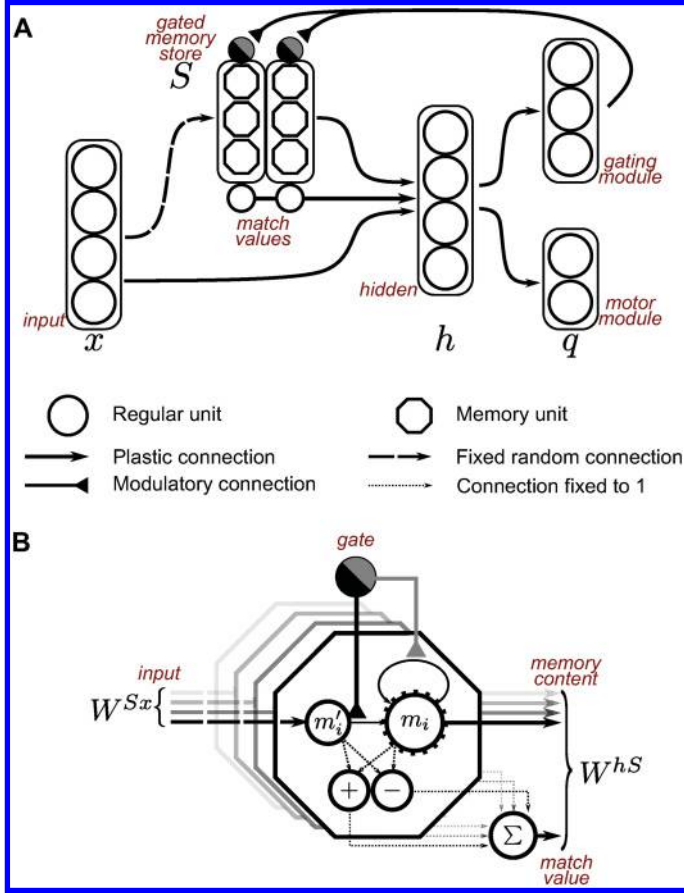 A
gated
memory
store
S
match
values
input
x
hidden
h
gating
module
motor
module
q
Regular unit
Memory unit
Plastic connection
Fixed random connection
Modulatory connection
Connection fixed to 1
B
gate
input
memory
content
W^{Sx}
m'_i
m_i
W^{hS}
+
−
Σ
match
value